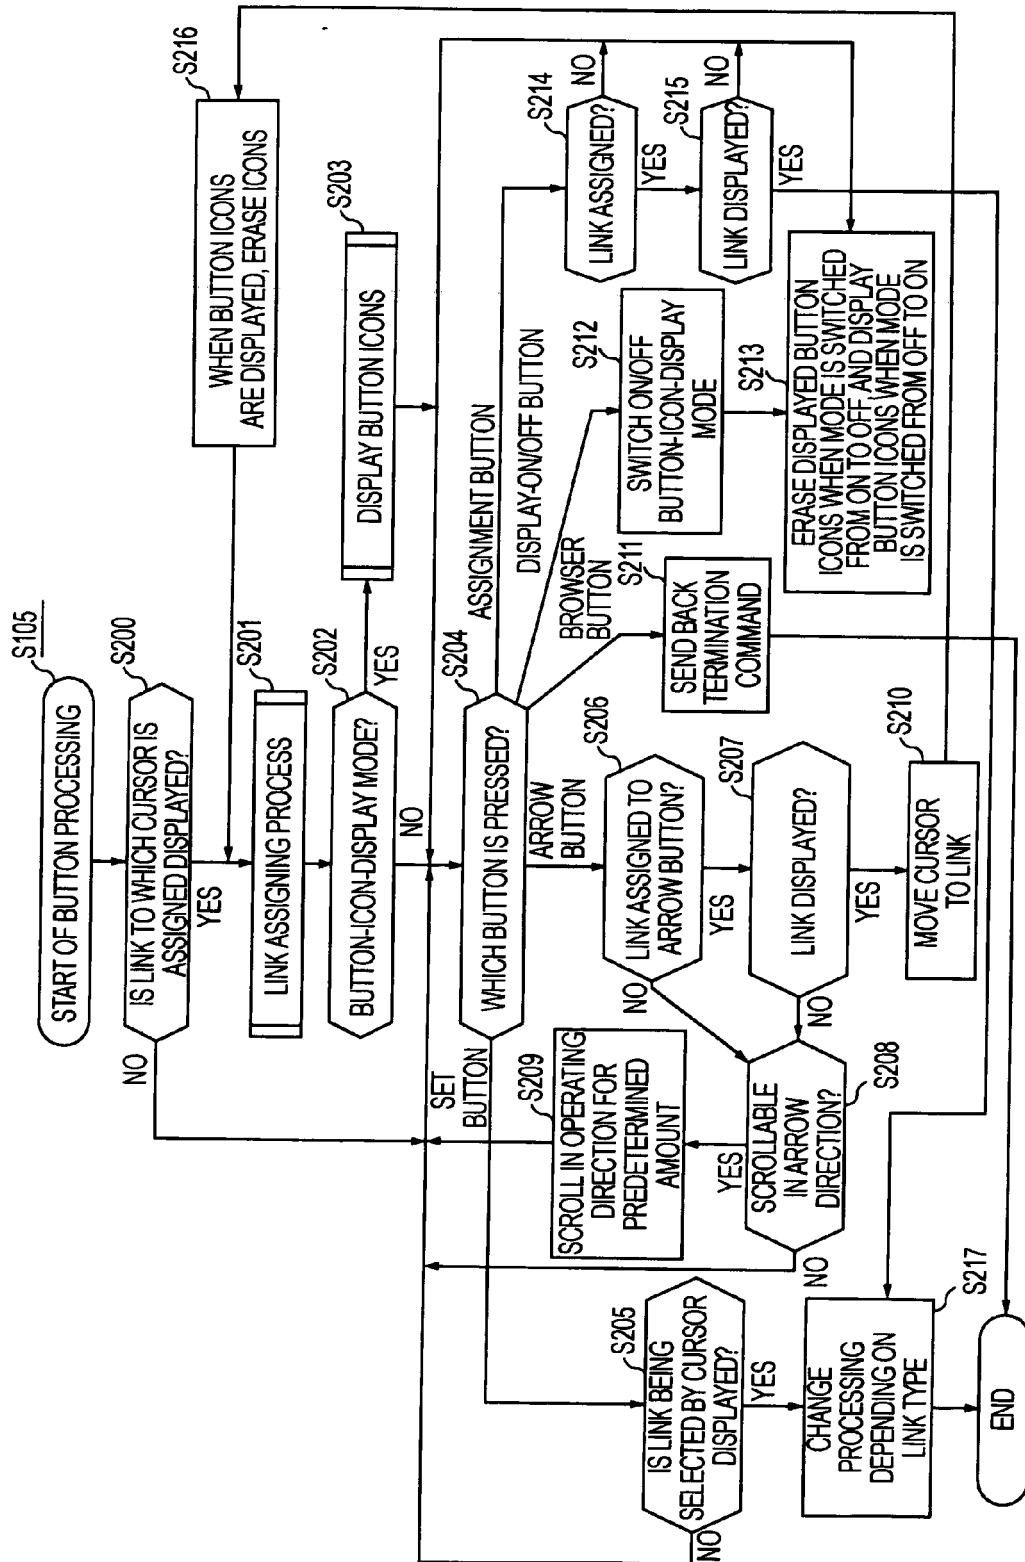 S105
START OF BUTTON PROCESSING
S200
IS LINK TO WHICH CURSOR IS
ASSIGNED DISPLAYED?
NO
YES
S216
WHEN BUTTON ICONS
ARE DISPLAYED, ERASE ICONS
S201
LINK ASSIGNING PROCESS
S202
BUTTON-ICON-DISPLAY MODE?
YES
NO
S203
DISPLAY BUTTON ICONS
S204
WHICH BUTTON IS PRESSED?
SET
BUTTON
ARROW
BUTTON
BROWSER
BUTTON
DISPLAY-ON/OFF BUTTON
ASSIGNMENT BUTTON
S205
IS LINK BEING
SELECTED BY CURSOR
DISPLAYED?
NO
YES
S206
LINK ASSIGNED TO
ARROW BUTTON?
NO
YES
S207
LINK DISPLAYED?
NO
YES
S208
SCROLLABLE
IN ARROW
DIRECTION?
YES
NO
S209
SCROLL IN OPERATING
DIRECTION FOR
PREDETERMINED
AMOUNT
S210
MOVE CURSOR
TO LINK
S211
SEND BACK
TERMINATION
COMMAND
S212
SWITCH ON/OFF
BUTTON-ICON-DISPLAY
MODE
S213
ERASE DISPLAYED BUTTON
ICONS WHEN MODE IS SWITCHED
FROM ON TO OFF AND DISPLAY
BUTTON ICONS WHEN MODE
IS SWITCHED FROM OFF TO ON
S214
LINK ASSIGNED?
NO
YES
S215
LINK DISPLAYED?
NO
YES
S217
CHANGE
PROCESSING
DEPENDING ON
LINK TYPE
END